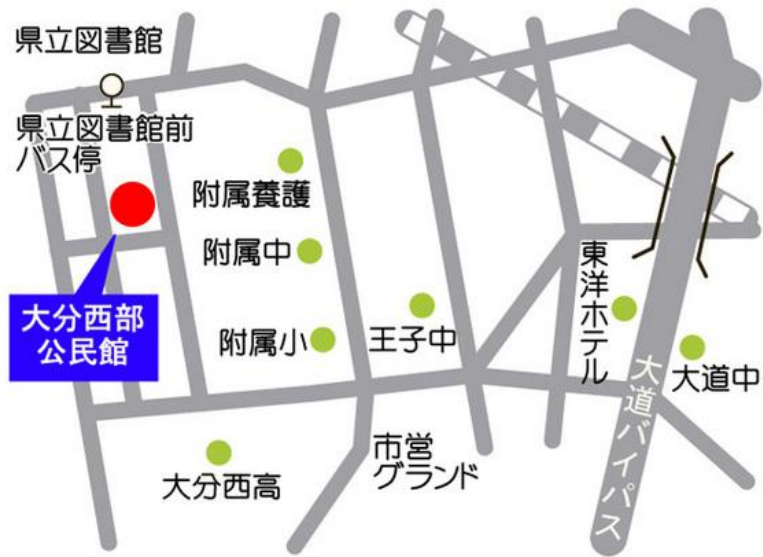 県立図書館
県立図書館前
バス停
附属養護
附属中
附属小
大分西部
公民館
王子中
東洋ホテル
大道中
大道バイパス
市営
グランド
大分西高